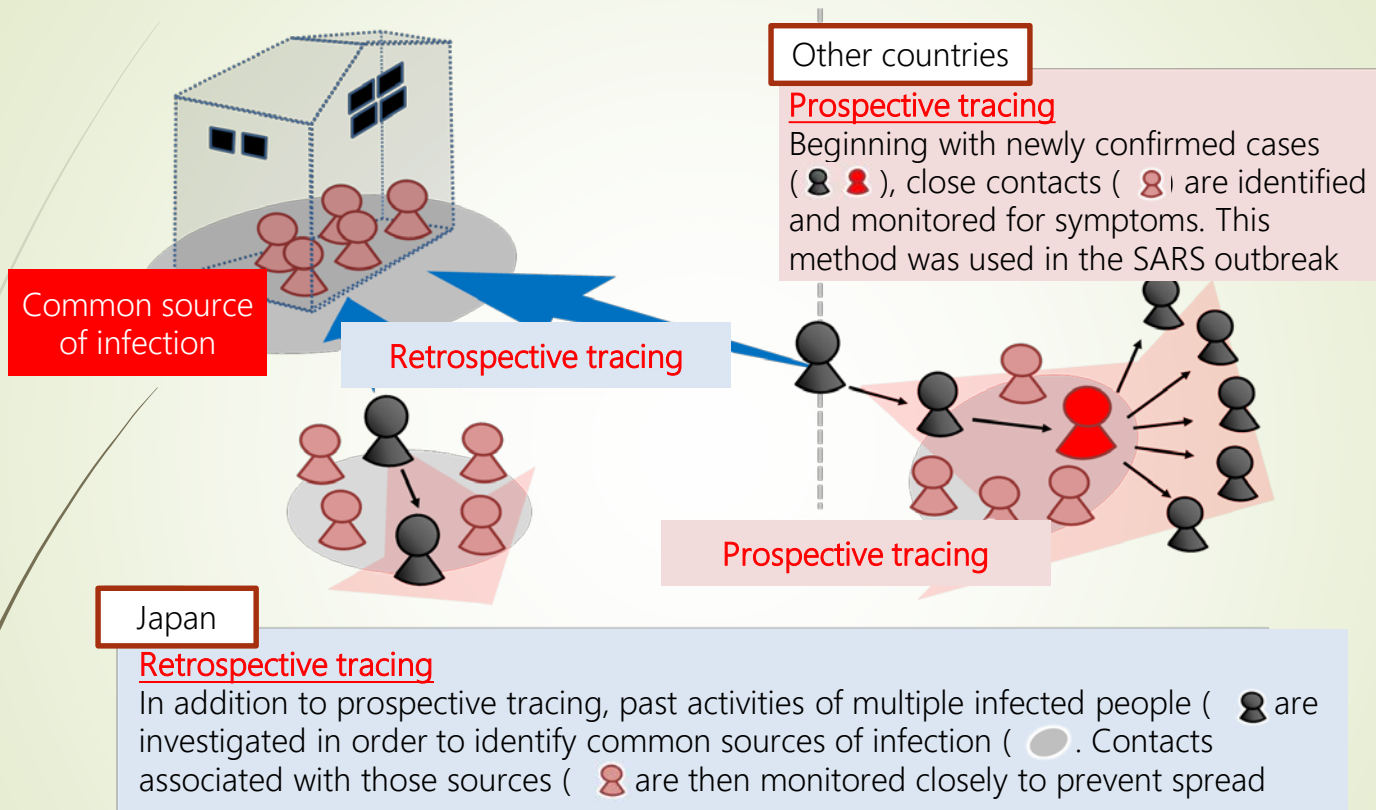 Other countries
Prospective tracing
Beginning with newly confirmed cases
( ), close contacts ( ) are identified
and monitored for symptoms. This
method was used in the SARS outbreak
Common source
of infection
Retrospective tracing
Prospective tracing
Japan
Retrospective tracing
In addition to prospective tracing, past activities of multiple infected people ( are
investigated in order to identify common sources of infection ( . Contacts
associated with those sources ( are then monitored closely to prevent spread